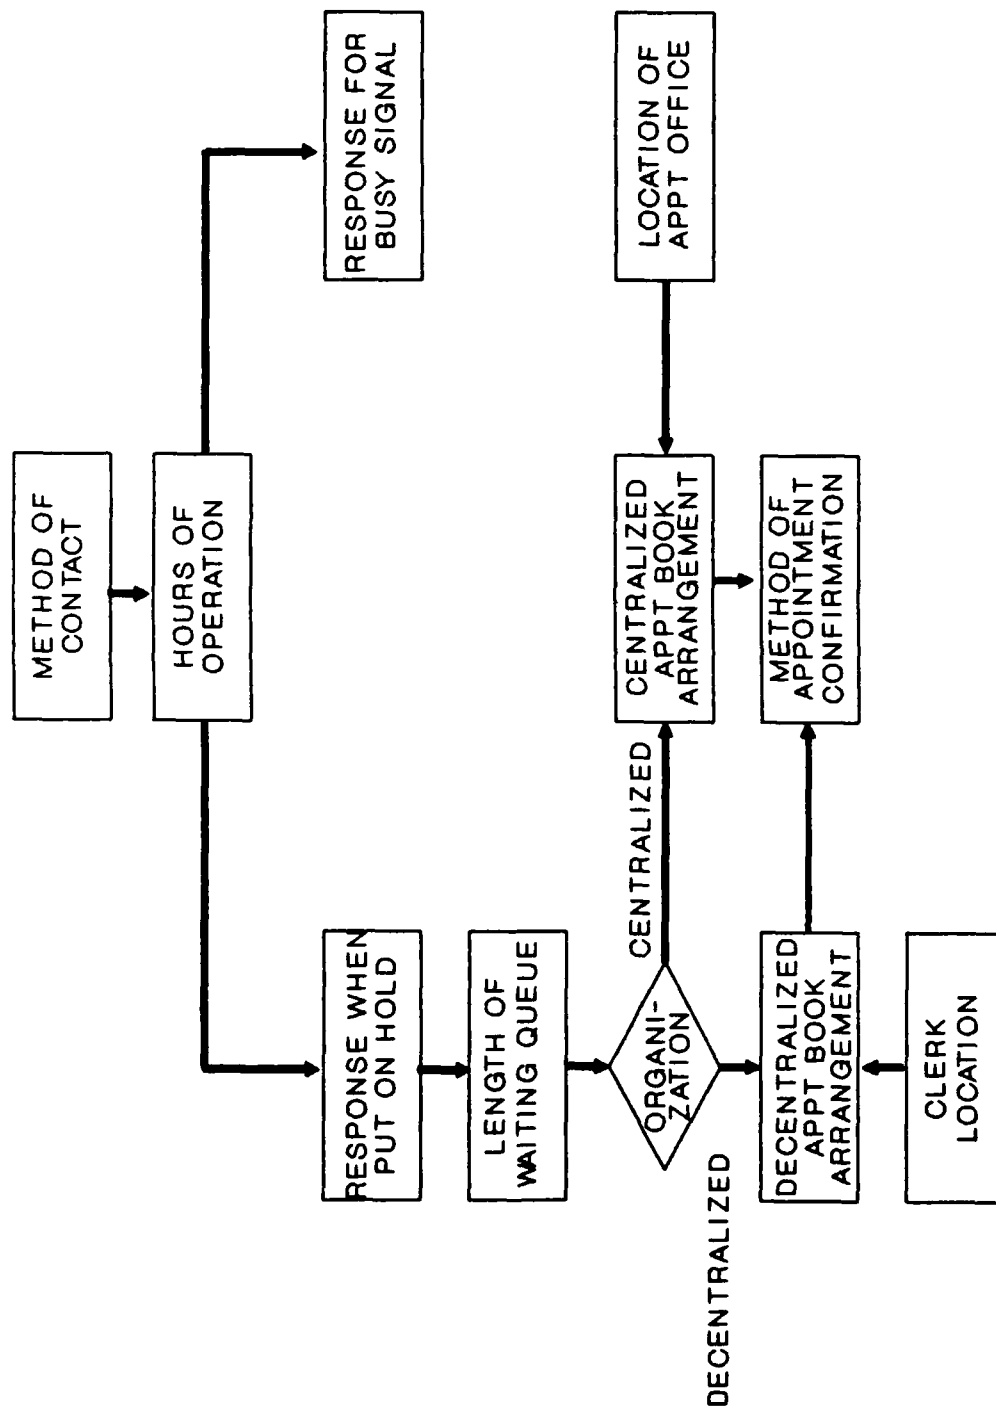 METHOD OF
CONTACT
HOURS OF
OPERATION
RESPONSE WHEN
PUT ON HOLD
RESPONSE FOR
BUSY SIGNAL
LENGTH OF
WAITING QUEUE
ORGANI-
ZATION
CENTRALIZED
DECENTRALIZED
CENTRALIZED
APPT BOOK
ARRANGEMENT
LOCATION OF
APPT OFFICE
DECENTRALIZED
APPT BOOK
ARRANGEMENT
METHOD OF
APPOINTMENT
CONFIRMATION
CLERK
LOCATION